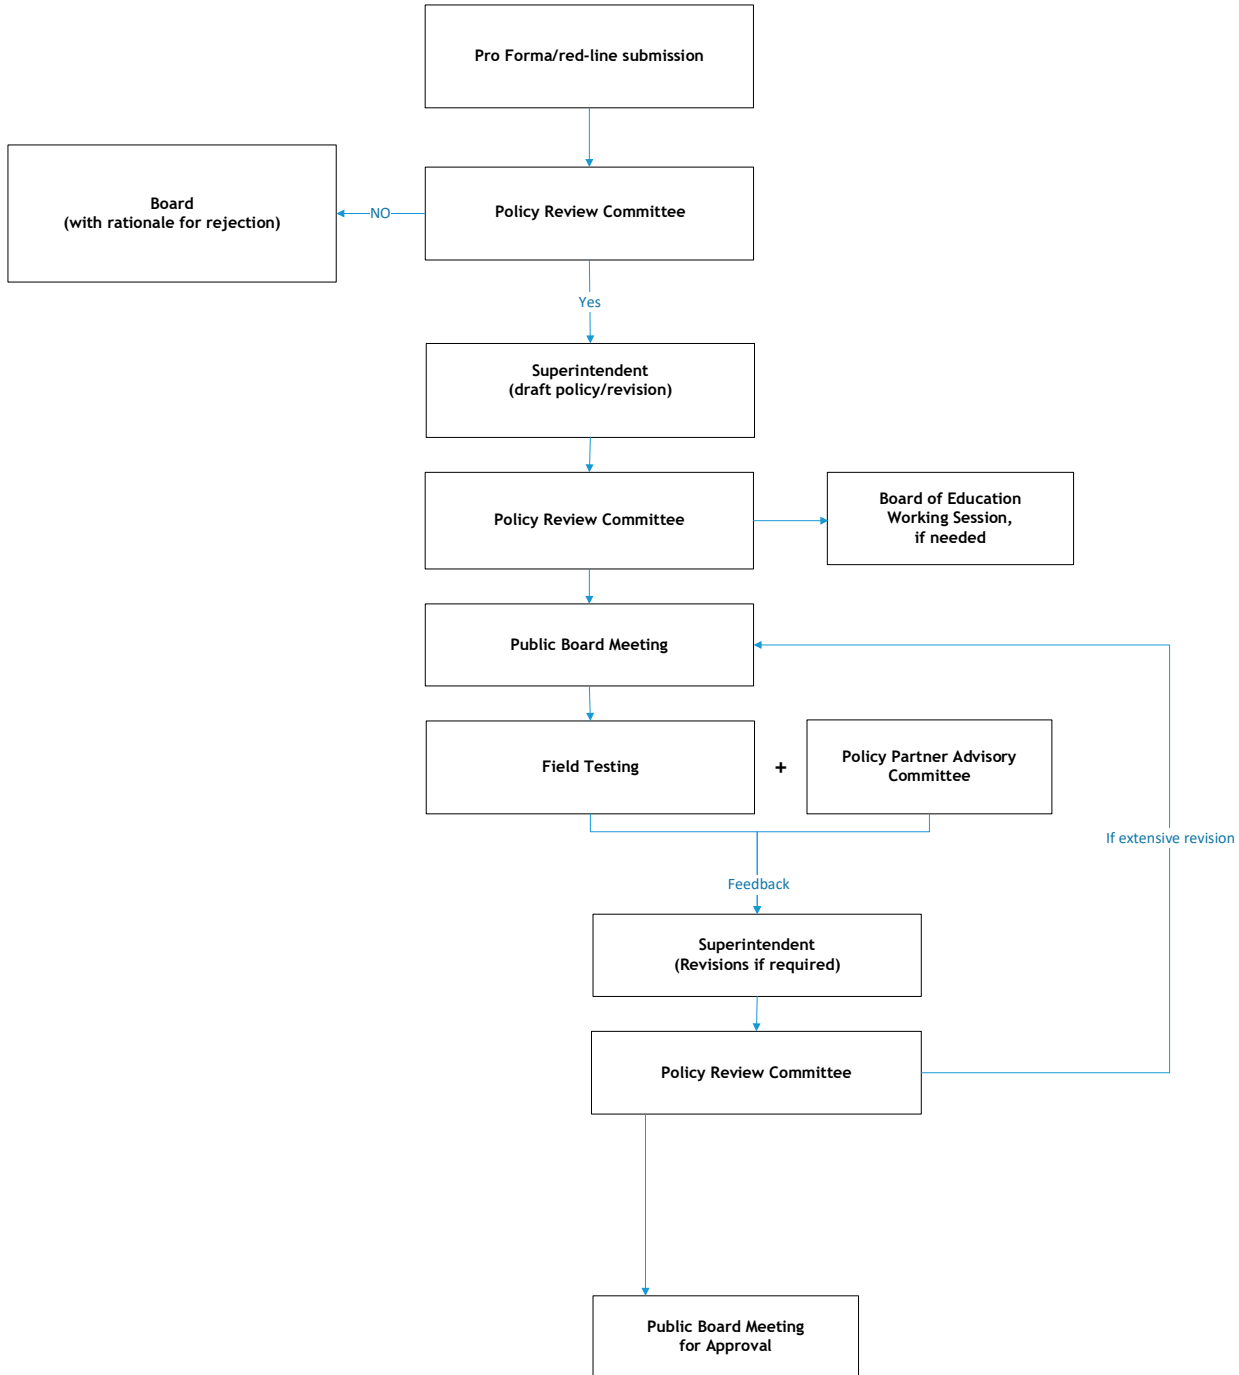 Pro Forma/red-line submission
Board
(with rationale for rejection)
NO
Policy Review Committee
Yes
Superintendent
(draft policy/revision)
Policy Review Committee
Board of Education
Working Session,
if needed
Public Board Meeting
Field Testing
+
Policy Partner Advisory
Committee
If extensive revision
Feedback
Superintendent
(Revisions if required)
Policy Review Committee
Public Board Meeting
for Approval